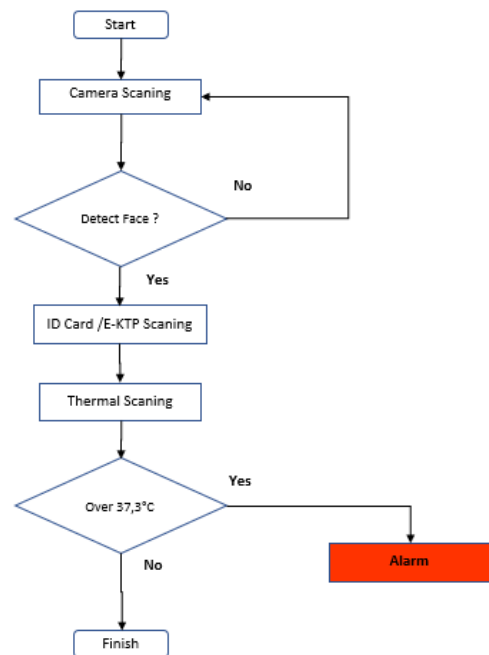 Start
Camera Scaning
No
Detect Face ?
Yes
ID Card /E-KTP Scaning
Thermal Scaning
Yes
Over 37,3°C
Alarm
No
Finish